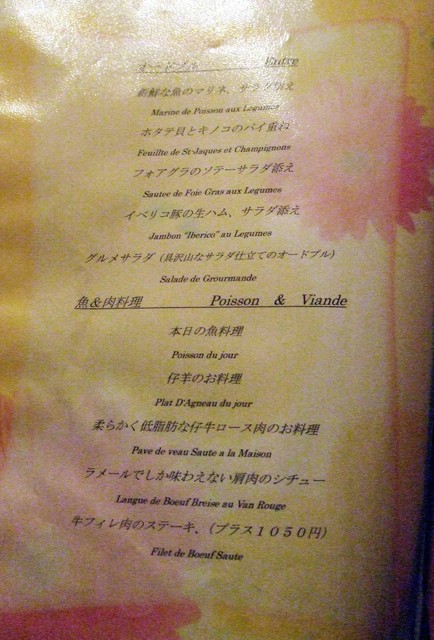 オードブル Entre
新鮮な魚のマリネ、サラダ添え
Marine de Poisson aux Legumes
ホタテ貝とキノコのパイ重ね
Feuillte de St-Jaques et Champignons
フォアグラのソテーサラダ添え
Sautee de Foie Gras aux Legumes
イベリコ豚の生ハム、サラダ添え
Jambon "Iberico" au Legumes
グルメサラダ（具沢山なサラダ仕立てのオードブル）
Salade de Grourmande
魚＆肉料理 Poisson & Viande
本日の魚料理
Poisson du jour
仔羊のお料理
Plat D'Agneau du jour
柔らかく低脂肪な仔牛ロース肉のお料理
Pave de veau Saute a la Maison
ラメールでしか味わえない肩肉のシチュー
Langue de Boeuf Breise au Van Rouge
牛フィレ肉のステーキ、（プラス１０５０円）
Filet de Boeuf Saute